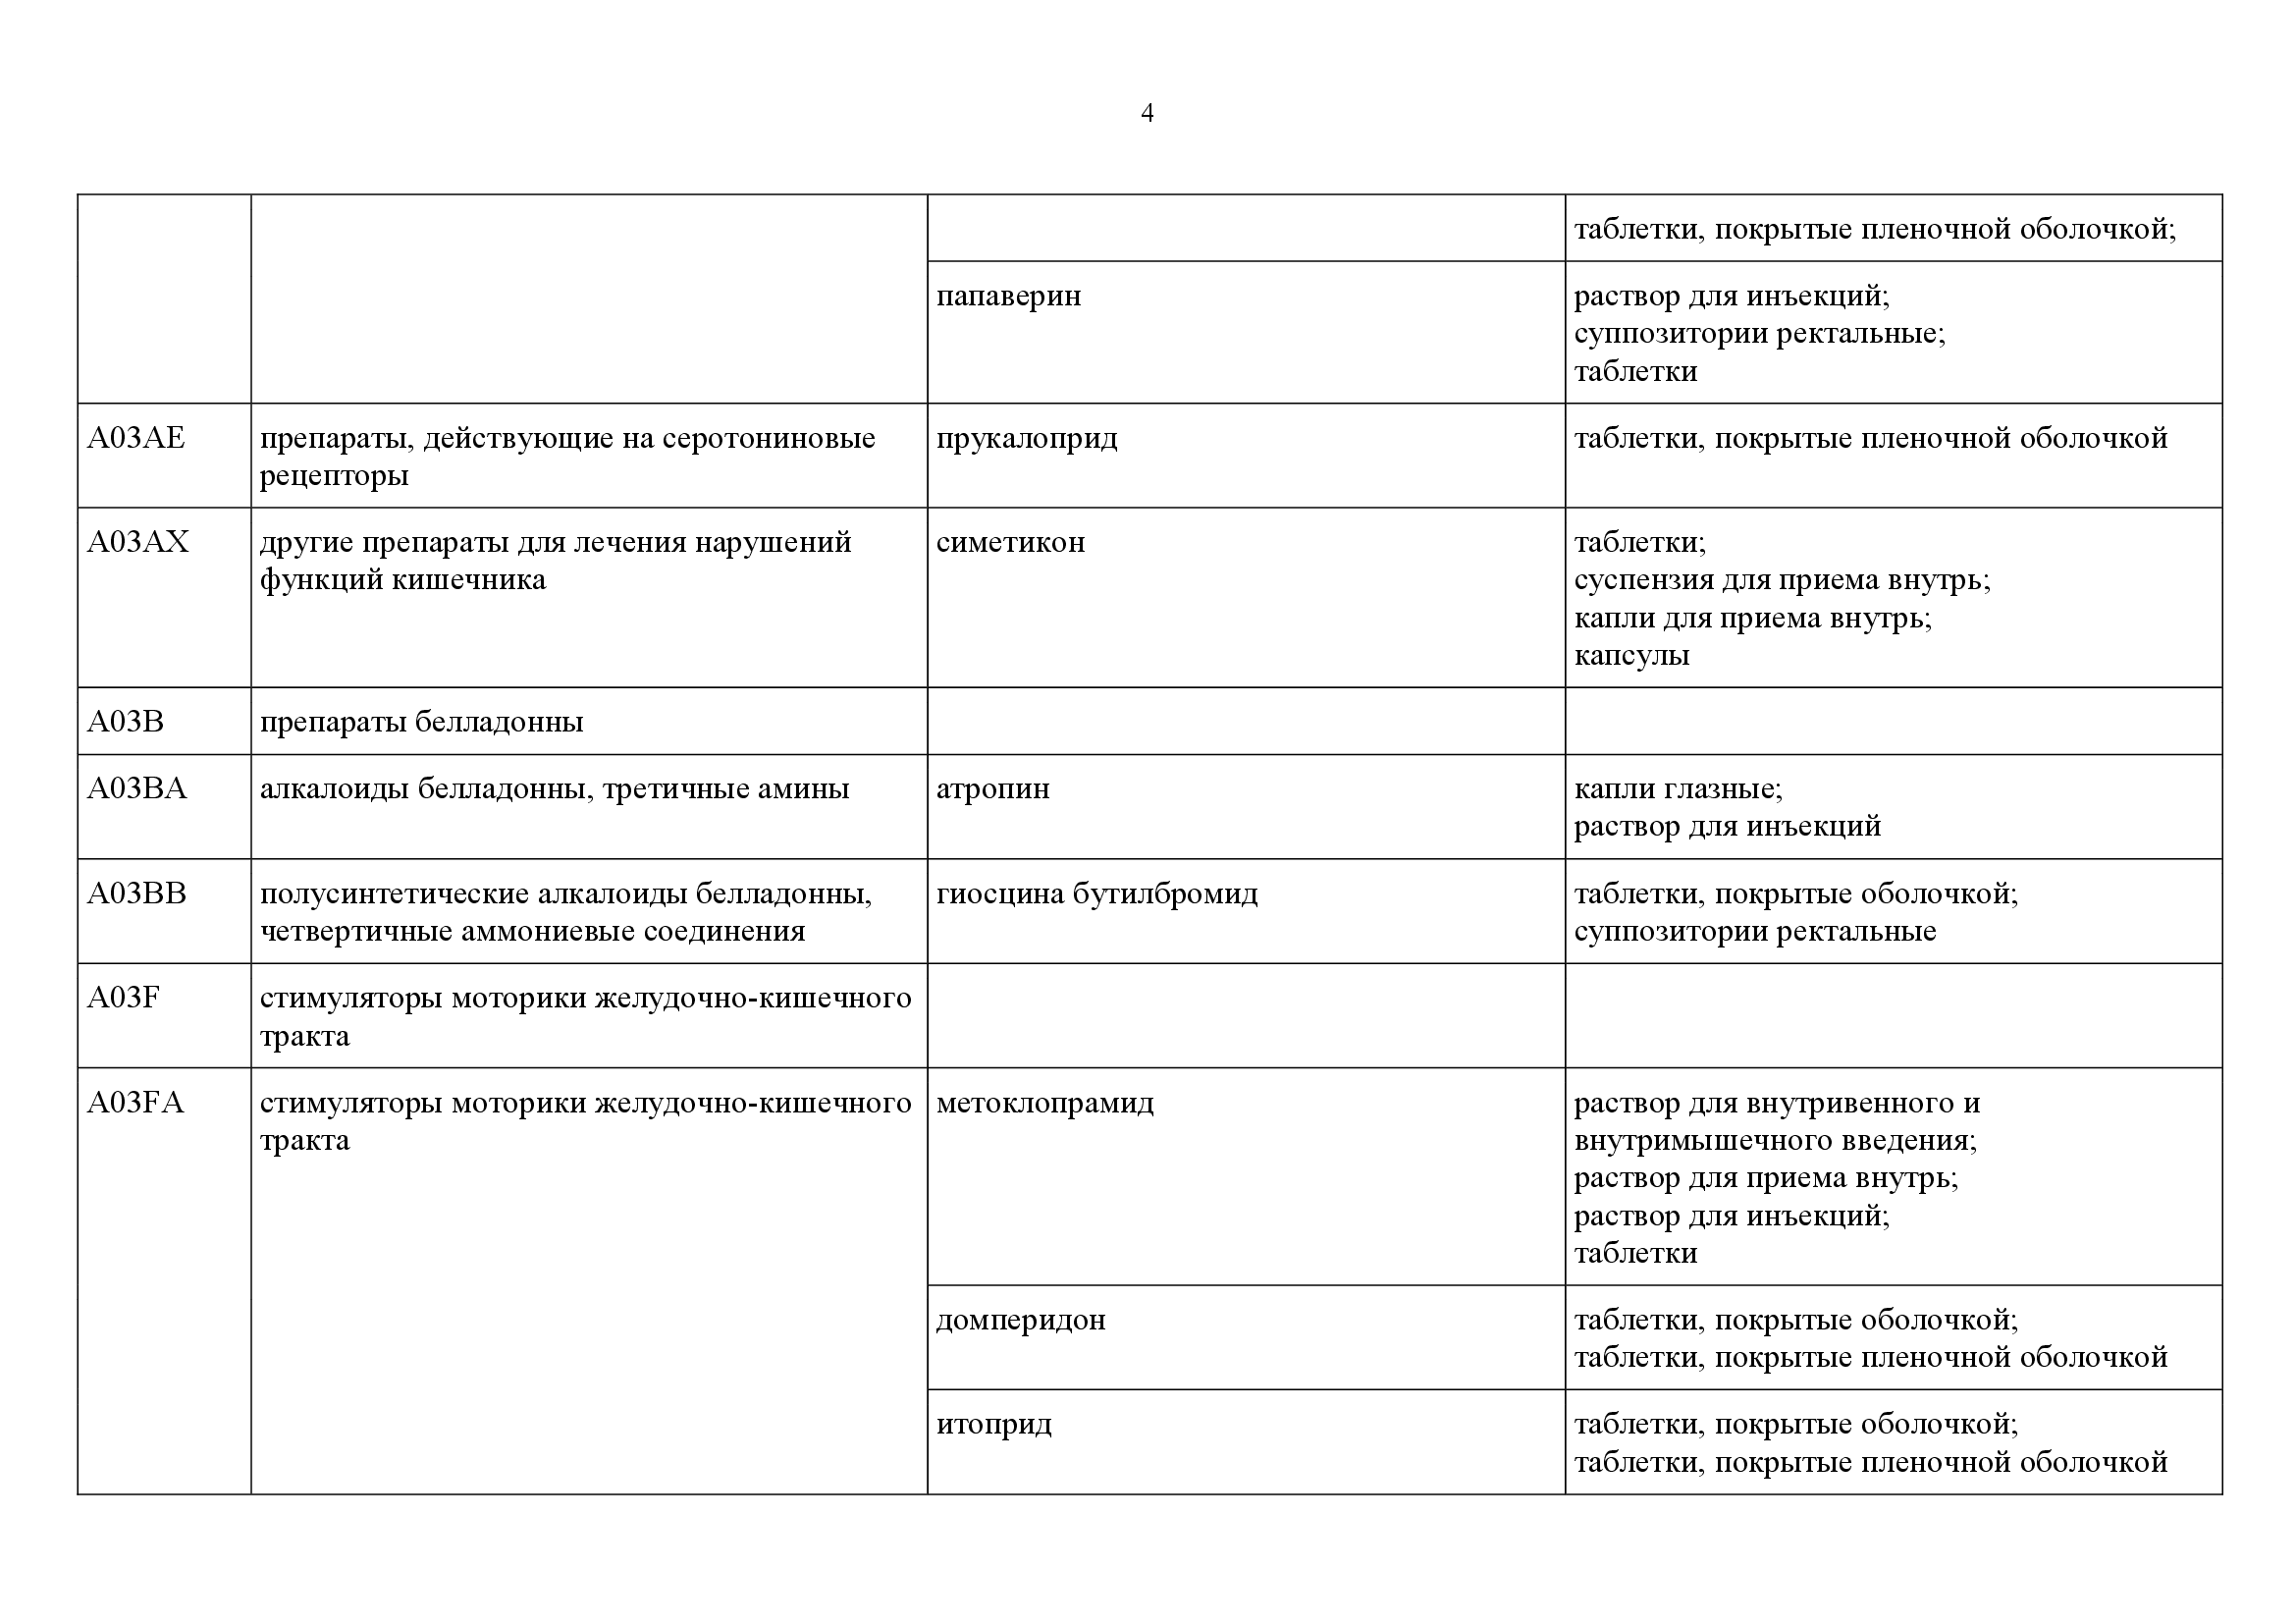 4
таблетки, покрытые пленочной оболочкой;
папаверин
раствор для инъекций;
суппозитории ректальные;
таблетки
A03AE
препараты, действующие на серотониновые
рецепторы
прукалоприд
таблетки, покрытые пленочной оболочкой
A03AX
другие препараты для лечения нарушений
функций кишечника
симетикон
таблетки;
суспензия для приема внутрь;
капли для приема внутрь;
капсулы
A03B
препараты белладонны
A03BA
алкалоиды белладонны, третичные амины
атропин
капли глазные;
раствор для инъекций
A03BB
полусинтетические алкалоиды белладонны,
четвертичные аммониевые соединения
гиосцина бутилбромид
таблетки, покрытые оболочкой;
суппозитории ректальные
A03F
стимуляторы моторики желудочно-кишечного
тракта
A03FA
стимуляторы моторики желудочно-кишечного
тракта
метоклопрамид
раствор для внутривенного и
внутримышечного введения;
раствор для приема внутрь;
раствор для инъекций;
таблетки
домперидон
таблетки, покрытые оболочкой;
таблетки, покрытые пленочной оболочкой
итоприд
таблетки, покрытые оболочкой;
таблетки, покрытые пленочной оболочкой